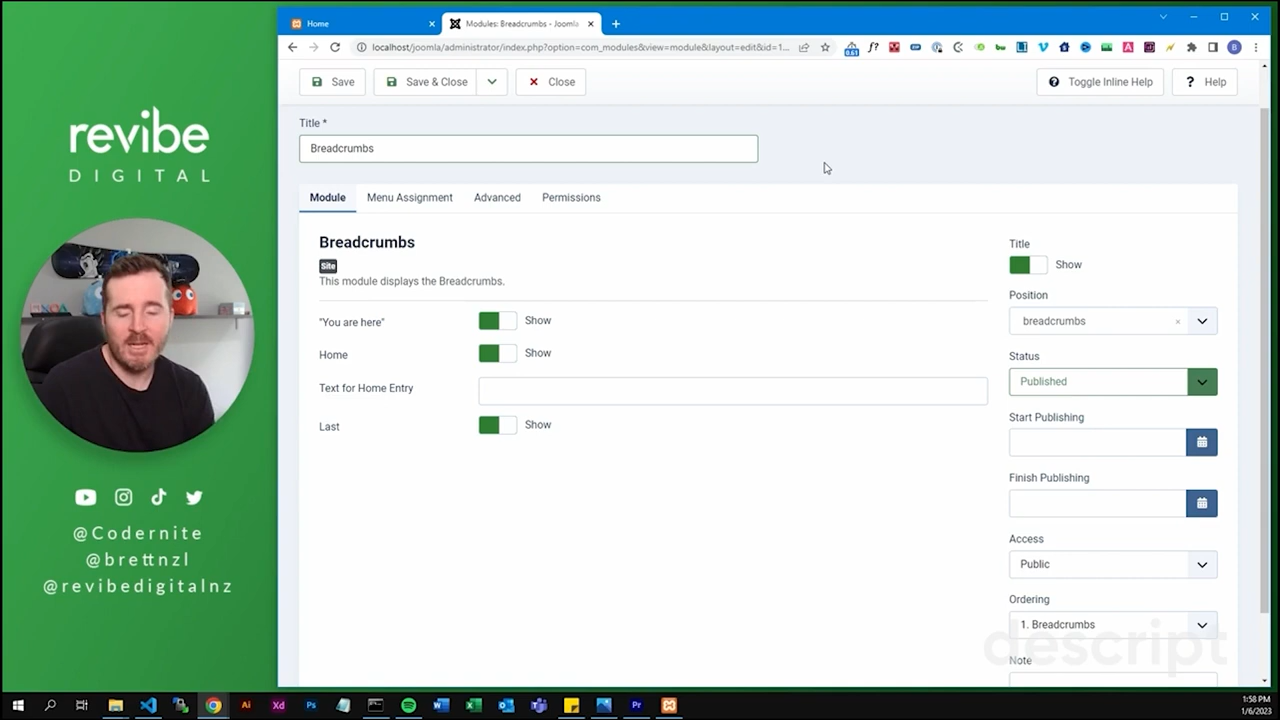 revibe
DIGITAL
@Codernite
@brettnzl
@revibedigitalnz
Home
Modules: Breadcrumbs - Joomla
localhost/joomla/administrator/index.php?option=com_modules&view=module&layout=edit&id=1...
Save
Save & Close
Close
Toggle Inline Help
? Help
Title *
Breadcrumbs
Module
Menu Assignment
Advanced
Permissions
Breadcrumbs
Site
This module displays the Breadcrumbs.
"You are here"
Show
Home
Show
Text for Home Entry
Last
Show
Title
Show
Position
breadcrumbs
Status
Published
Start Publishing
Finish Publishing
Access
Public
Ordering
1. Breadcrumbs
Note
descript
1:58 PM
1/6/2023